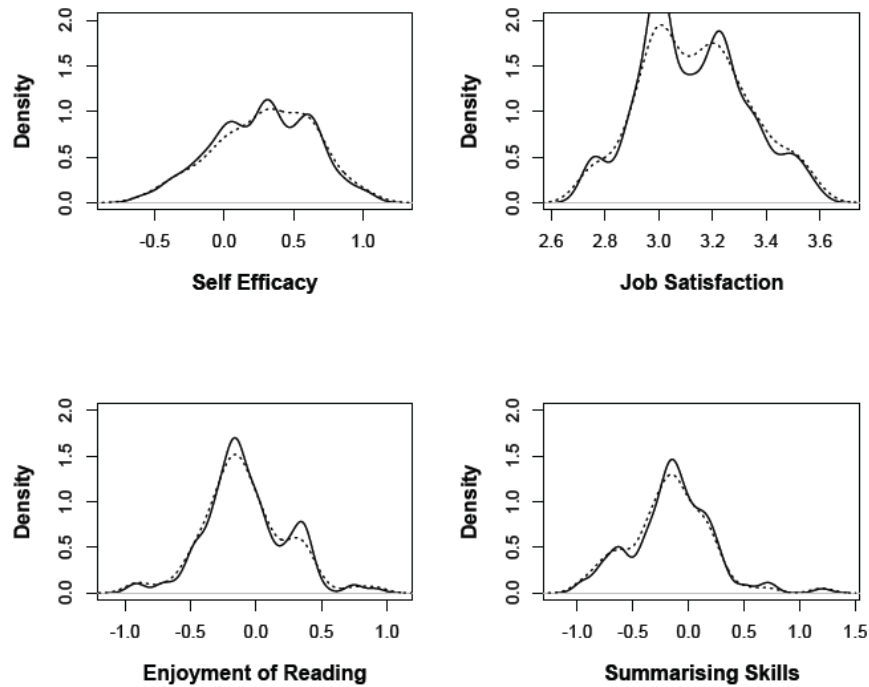 Density
2.0
1.5
1.0
0.5
0.0
-0.5 0.0 0.5 1.0
Self Efficacy
Density
2.0
1.5
1.0
0.5
0.0
2.6 2.8 3.0 3.2 3.4 3.6
Job Satisfaction
Density
2.0
1.5
1.0
0.5
0.0
-1.0 -0.5 0.0 0.5 1.0
Enjoyment of Reading
Density
2.0
1.5
1.0
0.5
0.0
-1.0 -0.5 0.0 0.5 1.0 1.5
Summarising Skills